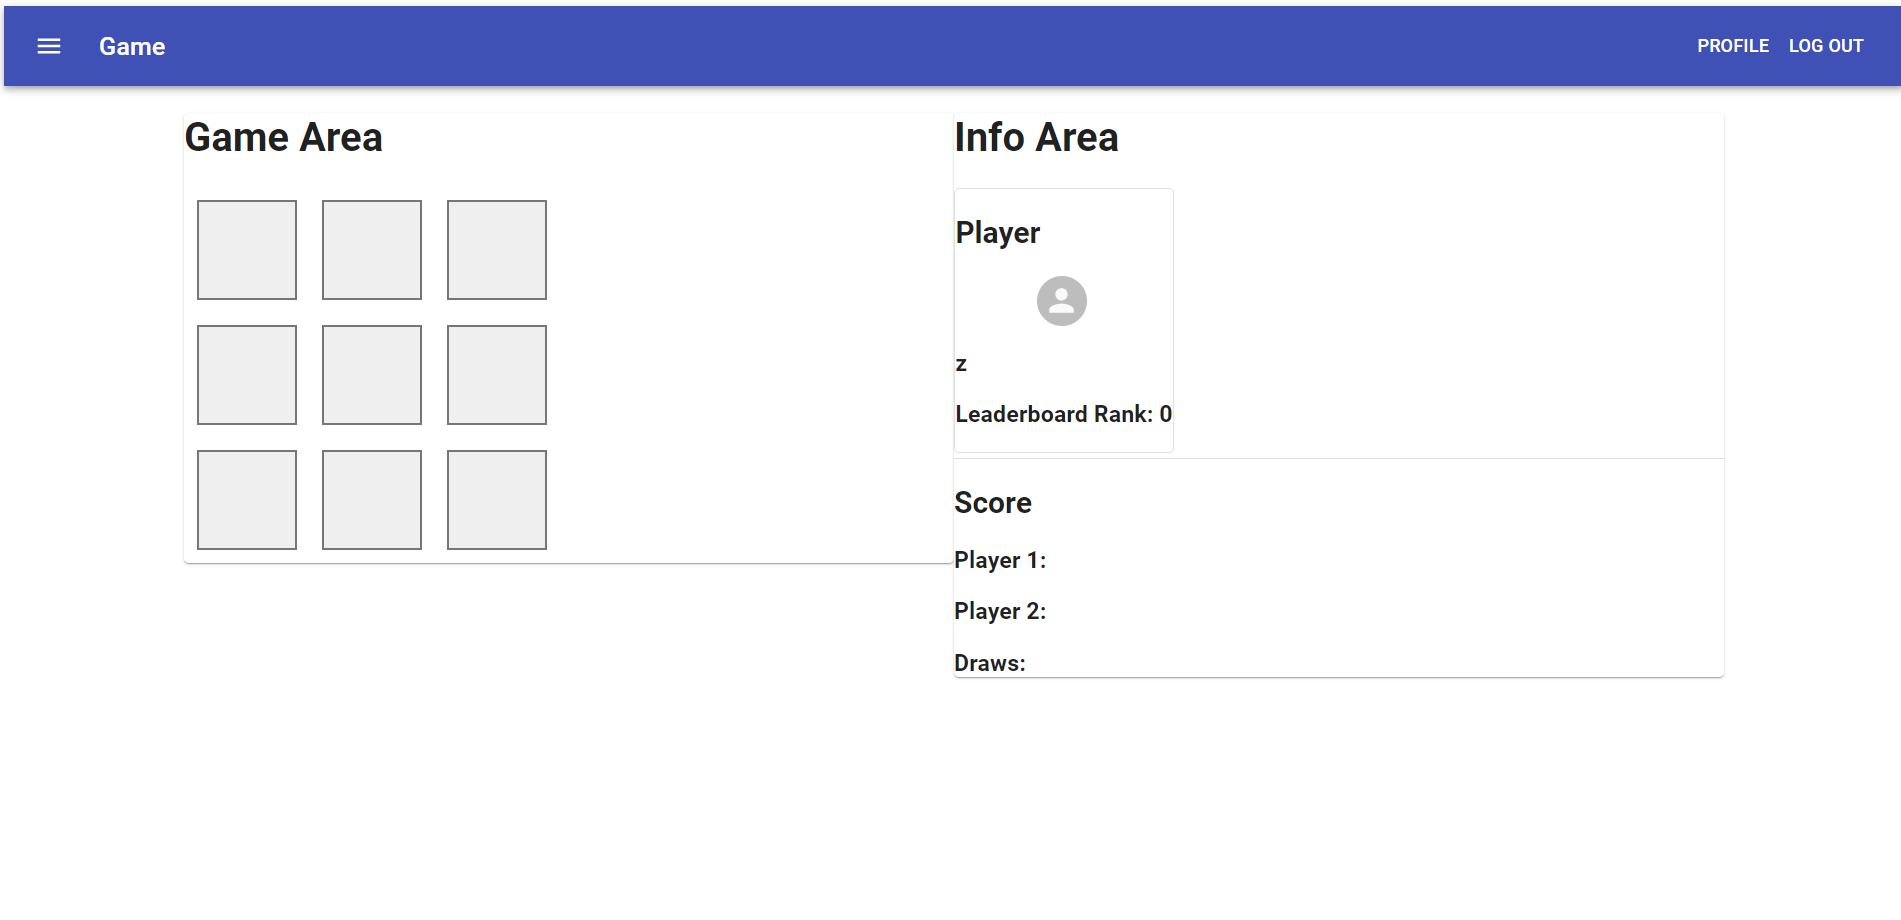 Game
PROFILE LOG OUT
Game Area
Info Area
Player
z
Leaderboard Rank: 0
Score
Player 1:
Player 2:
Draws: